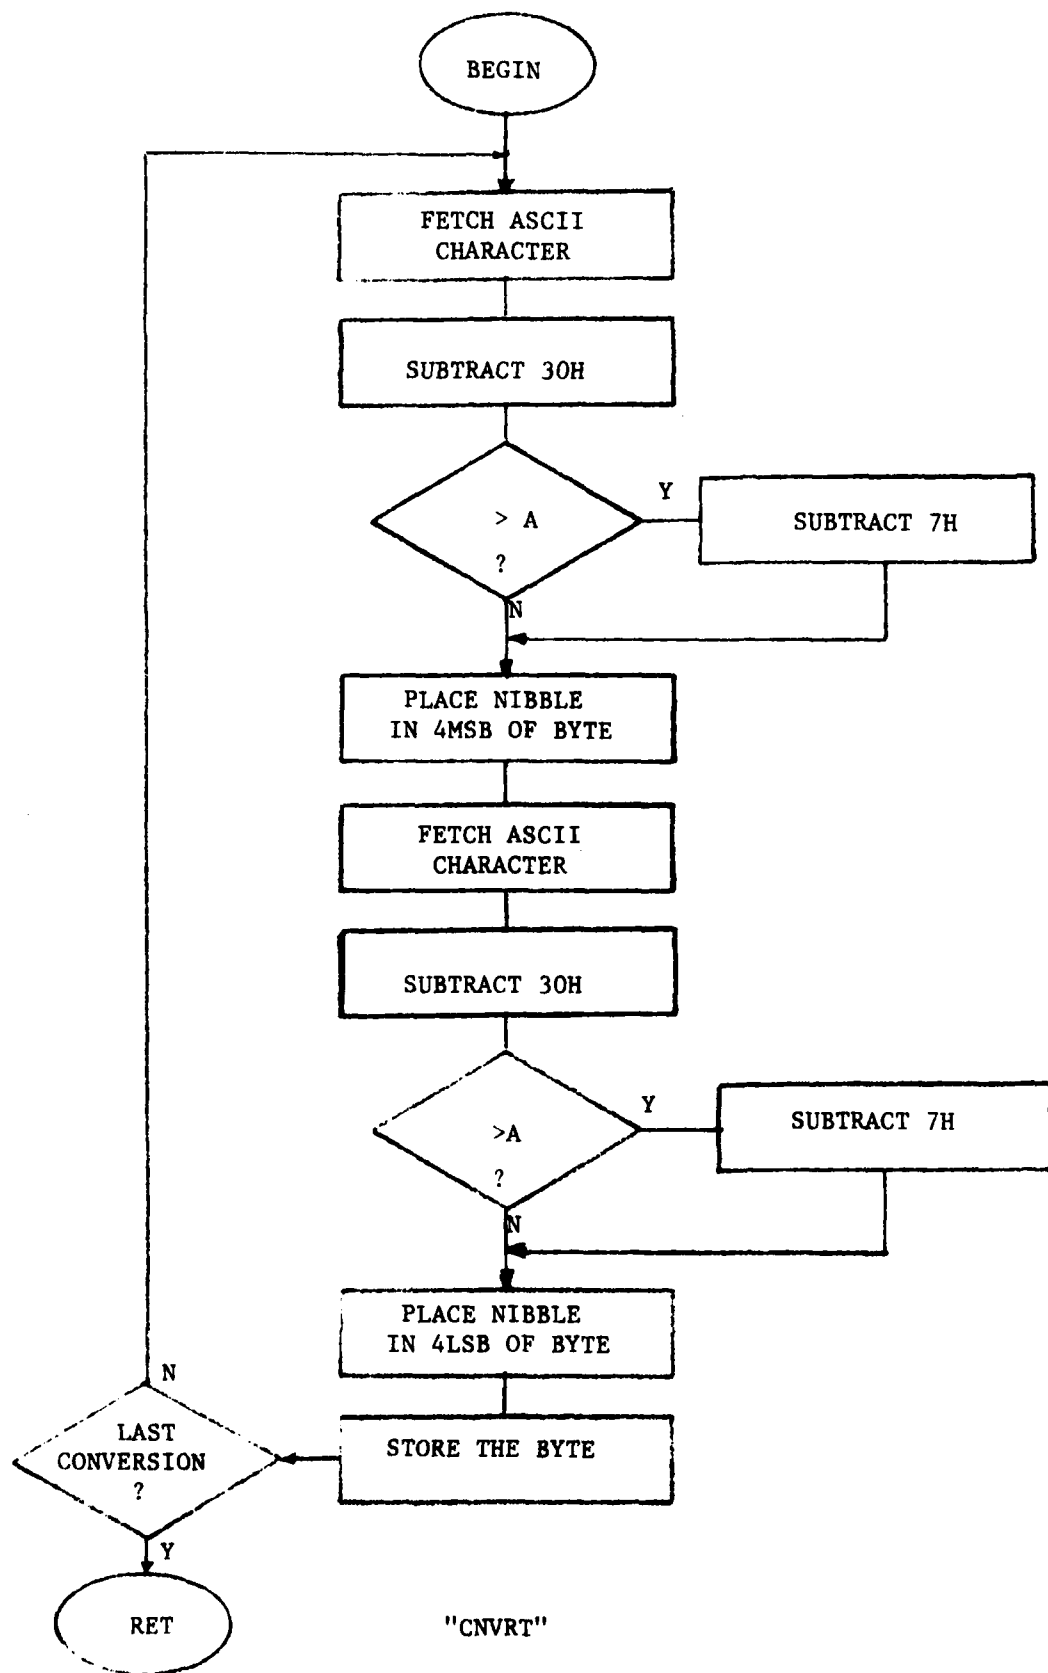 BEGIN
FETCH ASCII
CHARACTER
SUBTRACT 30H
> A
?
Y
SUBTRACT 7H
N
PLACE NIBBLE
IN 4MSB OF BYTE
FETCH ASCII
CHARACTER
SUBTRACT 30H
>A
?
Y
SUBTRACT 7H
N
PLACE NIBBLE
IN 4LSB OF BYTE
STORE THE BYTE
N
LAST
CONVERSION
?
Y
RET
"CNVRT"